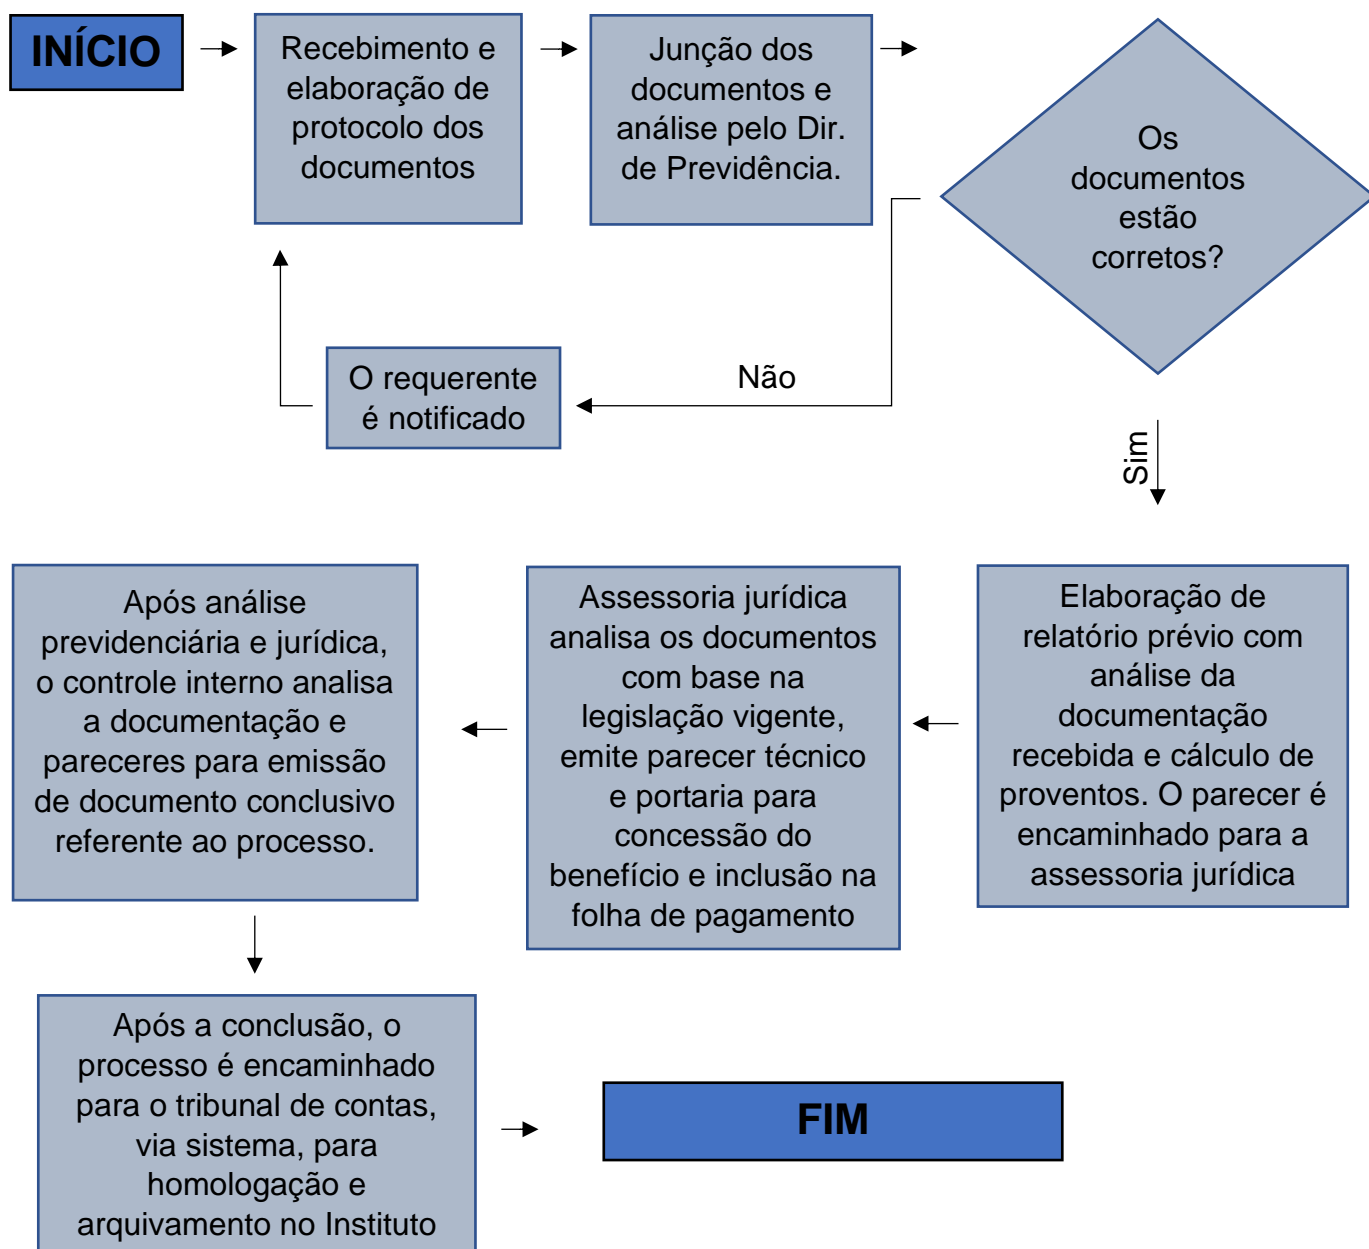 INÍCIO
Recebimento e
elaboração de
protocolo dos
documentos
Junção dos
documentos e
análise pelo Dir.
de Previdência.
Os
documentos
estão
corretos?
Não
O requerente
é notificado
Sim
Elaboração de
relatório prévio com
análise da
documentação
recebida e cálculo de
proventos. O parecer é
encaminhado para a
assessoria jurídica
Assessoria jurídica
analisa os documentos
com base na
legislação vigente,
emite parecer técnico
e portaria para
concessão do
benefício e inclusão na
folha de pagamento
Após análise
previdenciária e jurídica,
o controle interno analisa
a documentação e
pareceres para emissão
de documento conclusivo
referente ao processo.
Após a conclusão, o
processo é encaminhado
para o tribunal de contas,
via sistema, para
homologação e
arquivamento no Instituto
FIM